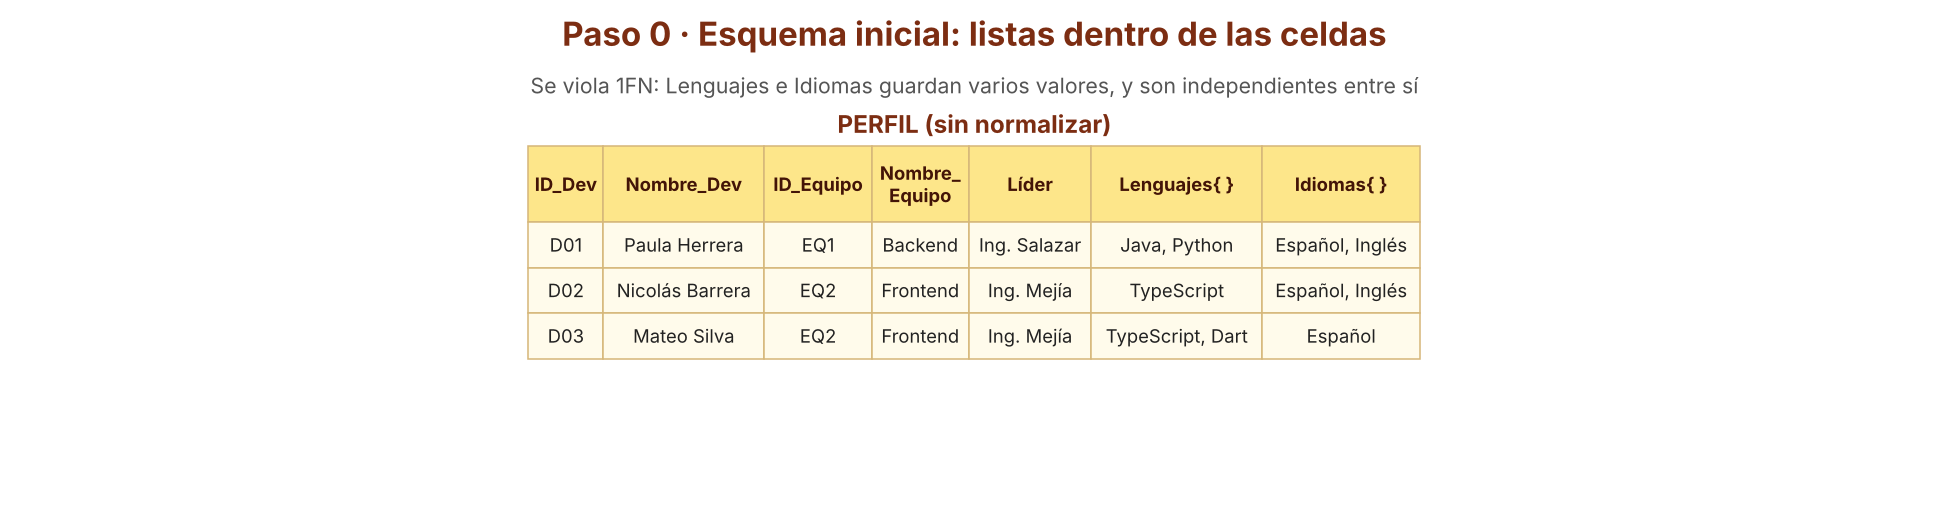 Paso 0 · Esquema inicial: listas dentro de las celdas
Se viola 1FN: Lenguajes e Idiomas guardan varios valores, y son independientes entre sí
PERFIL (sin normalizar)
ID_Dev Nombre_Dev ID_Equipo Nombre_ Equipo Líder Lenguajes{ } Idiomas{ }
D01 Paula Herrera EQ1 Backend Ing. Salazar Java, Python Español, Inglés
D02 Nicolás Barrera EQ2 Frontend Ing. Mejía TypeScript Español, Inglés
D03 Mateo Silva EQ2 Frontend Ing. Mejía TypeScript, Dart Español